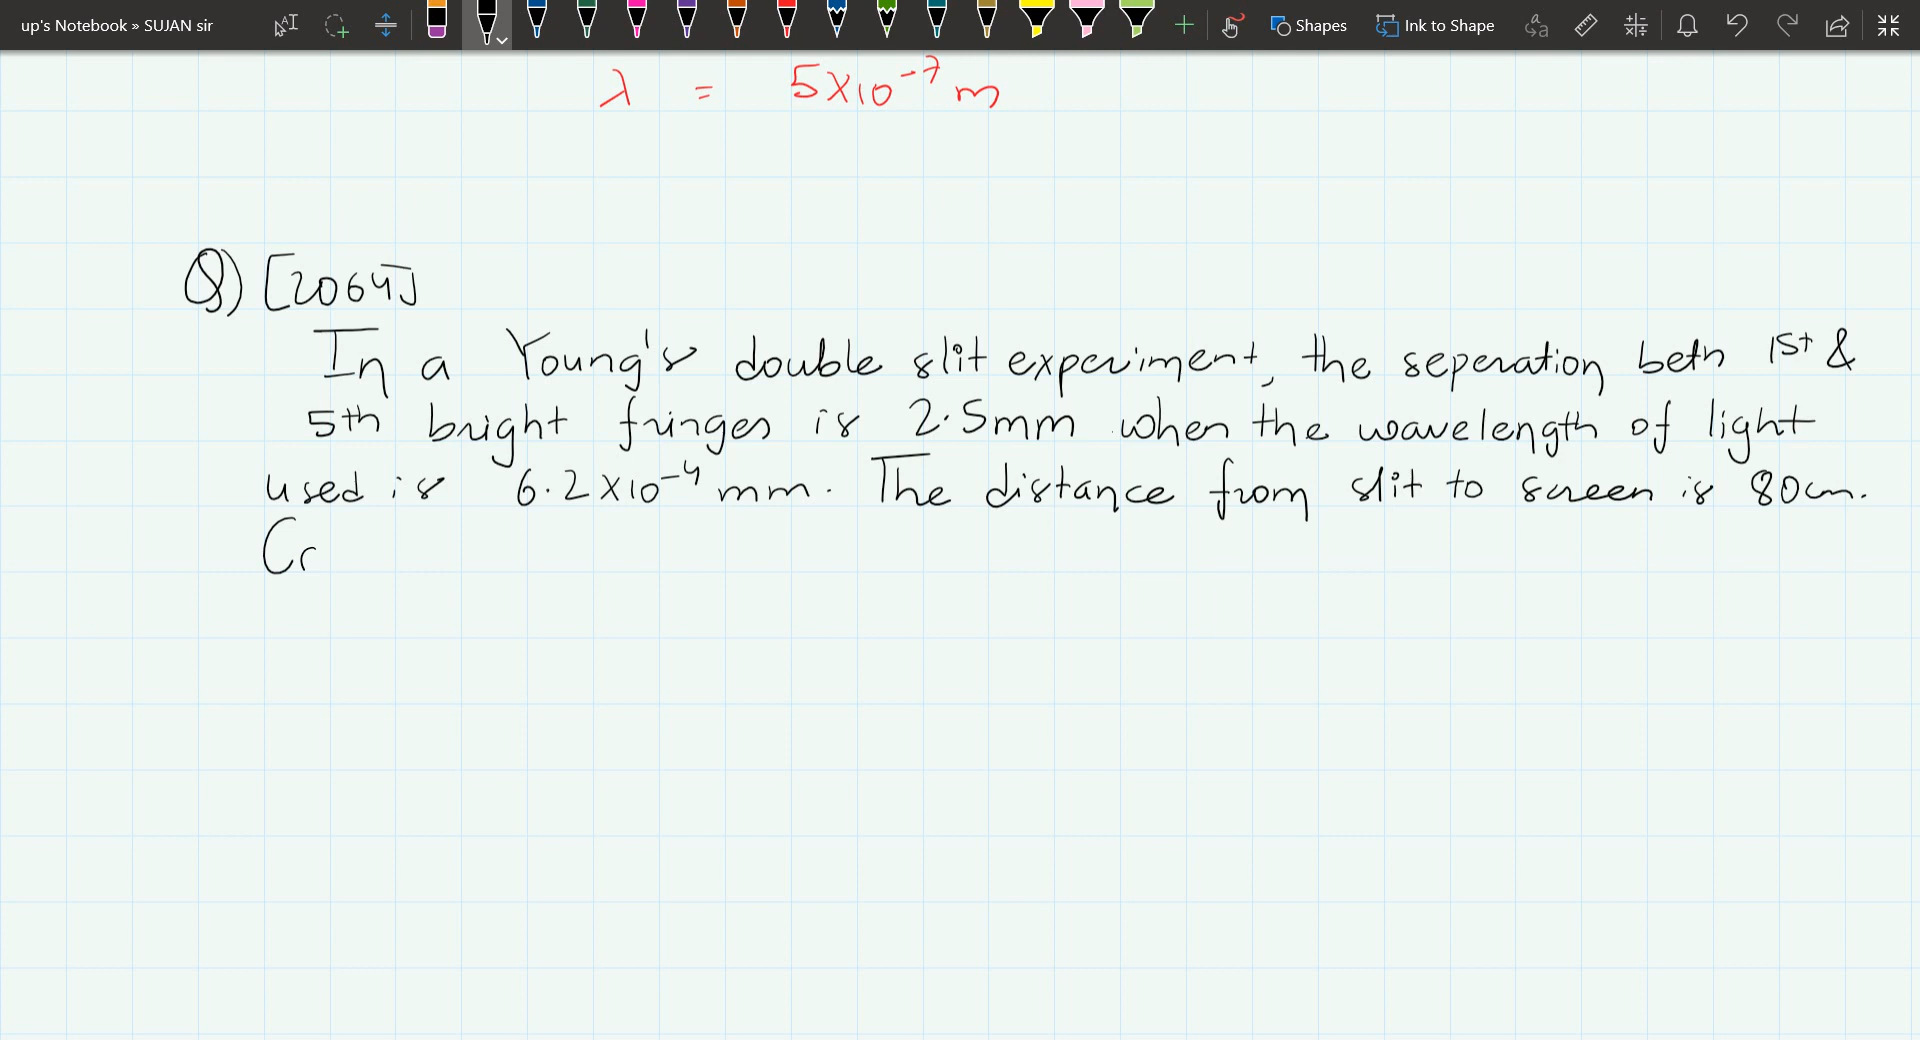 up's Notebook » SUJAN sir
Shapes
Ink to Shape
λ = 5×10⁻⁷ m
Q) [2064]
In a Young's double slit experiment, the seperation betn 1st &
5th bright fringes is 2.5mm when the wavelength of light
used is 6.2×10⁻⁴ mm. The distance from slit to screen is 80cm.